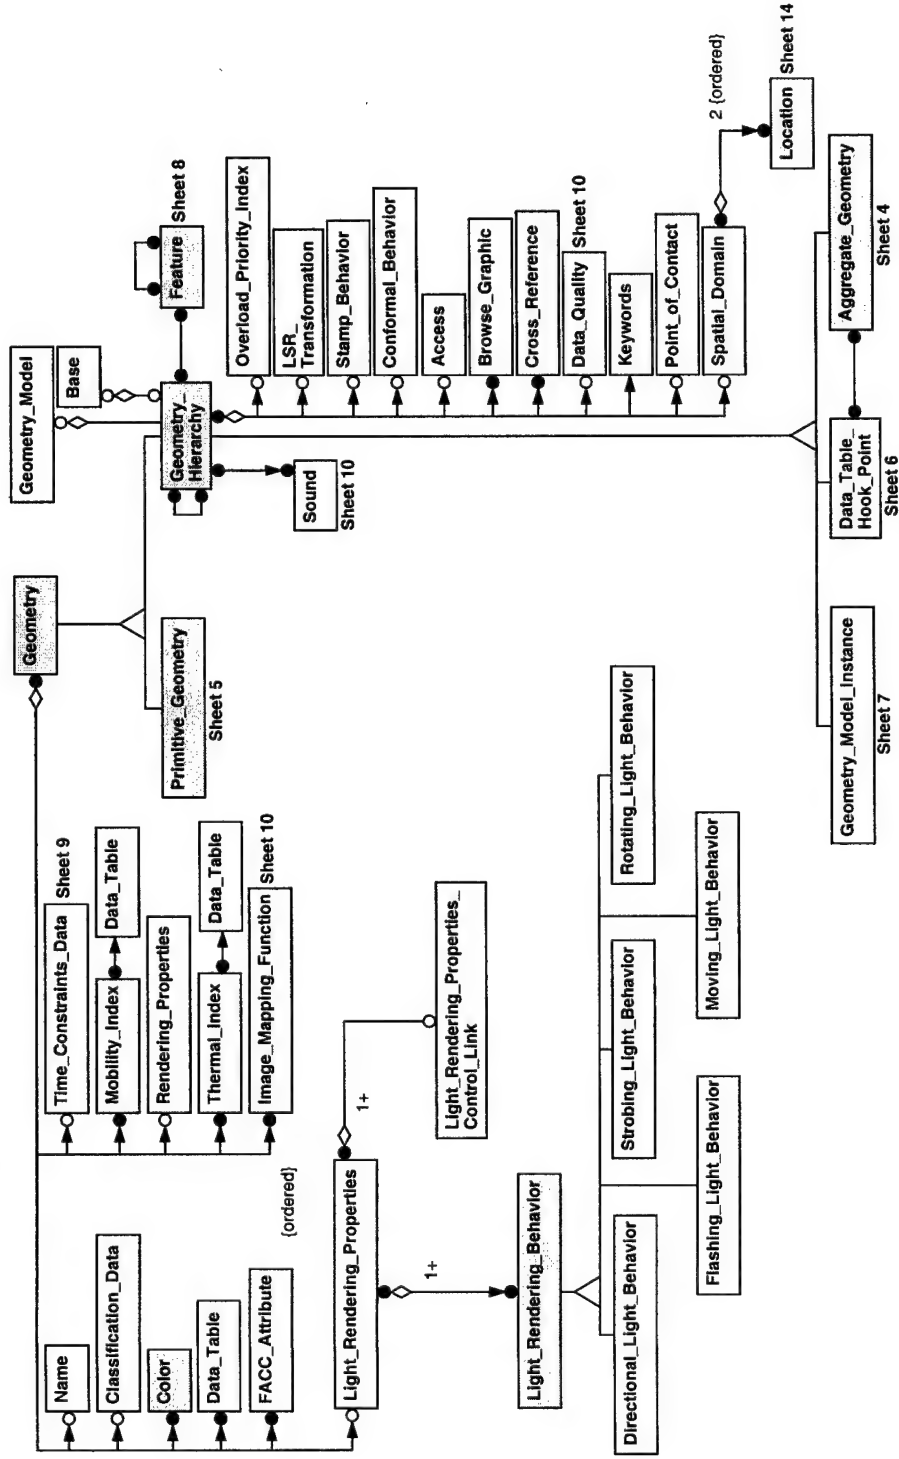 Geometry
Primitive_Geometry
Sheet 5
Geometry_Model
Base
Geometry_
Hierarchy
Feature
Sheet 8
Sound
Sheet 10
Name
Classification_Data
Color
Data_Table
FACC_Attribute
{ordered}
Time_Constraints_Data
Sheet 9
Mobility_Index
Data_Table
Rendering_Properties
Thermal_Index
Data_Table
Image_Mapping_Function
Sheet 10
Overload_Priority_Index
LSR_
Transformation
Stamp_Behavior
Conformal_Behavior
Access
Browse_Graphic
Cross_Reference
Data_Quality
Sheet 10
Keywords
Point_of_Contact
Spatial_Domain
2 {ordered}
Location
Sheet 14
Light_Rendering_Properties
1+
Light_Rendering_Properties_
Control_Link
1+
Light_Rendering_Behavior
Directional_Light_Behavior
Strobing_Light_Behavior
Rotating_Light_Behavior
Flashing_Light_Behavior
Moving_Light_Behavior
Geometry_Model_Instance
Sheet 7
Data_Table_
Hook_Point
Sheet 6
Aggregate_Geometry
Sheet 4